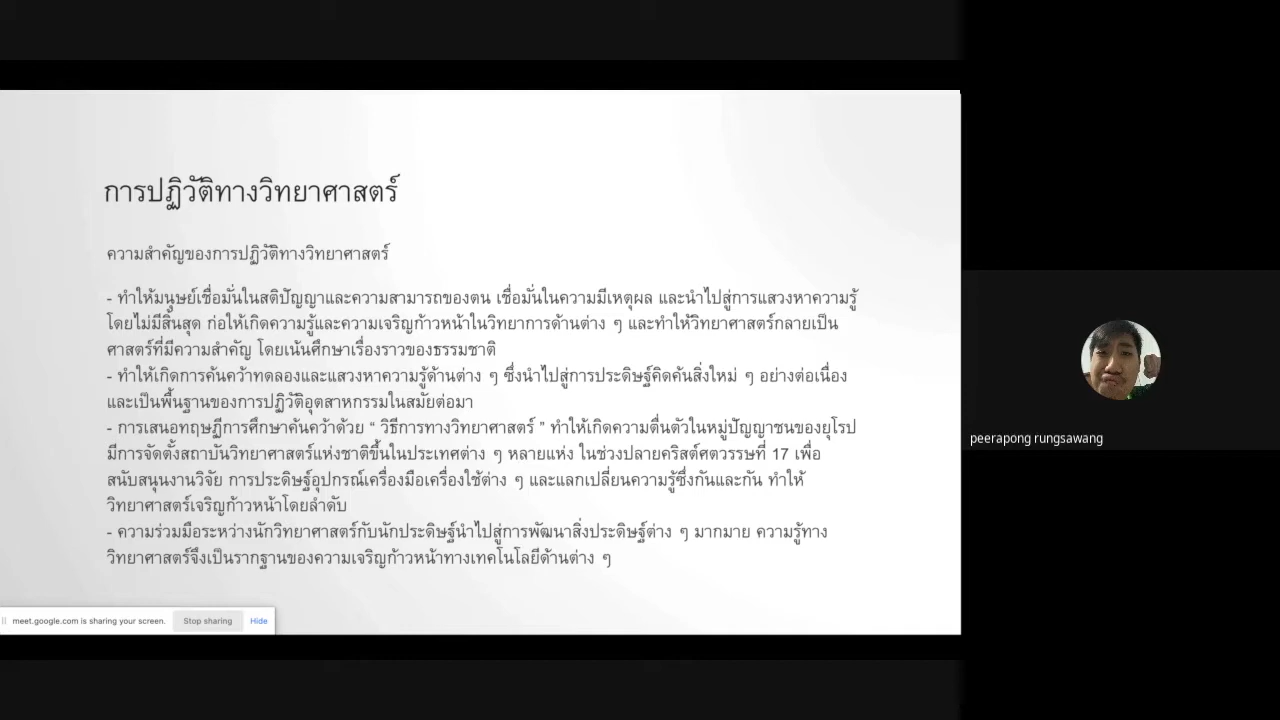 การปฏิวัติทางวิทยาศาสตร์
ความสำคัญของการปฏิวัติทางวิทยาศาสตร์
- ทำให้มนุษย์เชื่อมั่นในสติปัญญาและความสามารถของตน เชื่อมั่นในความมีเหตุผล และนำไปสู่การแสวงหาความรู้
โดยไม่มีสิ้นสุด ก่อให้เกิดความรู้และความเจริญก้าวหน้าในวิทยาการด้านต่าง ๆ และทำให้วิทยาศาสตร์กลายเป็น
ศาสตร์ที่มีความสำคัญ โดยเน้นศึกษาเรื่องราวของธรรมชาติ
- ทำให้เกิดการค้นคว้าทดลองและแสวงหาความรู้ด้านต่าง ๆ ซึ่งนำไปสู่การประดิษฐ์คิดค้นสิ่งใหม่ ๆ อย่างต่อเนื่อง
และเป็นพื้นฐานของการปฏิวัติอุตสาหกรรมในสมัยต่อมา
- การเสนอทฤษฎีการศึกษาค้นคว้าด้วย “ วิธีการทางวิทยาศาสตร์ ” ทำให้เกิดความตื่นตัวในหมู่ปัญญาชนของยุโรป
มีการจัดตั้งสถาบันวิทยาศาสตร์แห่งชาติขึ้นในประเทศต่าง ๆ หลายแห่ง ในช่วงปลายคริสต์ศตวรรษที่ 17 เพื่อ
สนับสนุนงานวิจัย การประดิษฐ์อุปกรณ์เครื่องมือเครื่องใช้ต่าง ๆ และแลกเปลี่ยนความรู้ซึ่งกันและกัน ทำให้
วิทยาศาสตร์เจริญก้าวหน้าโดยลำดับ
- ความร่วมมือระหว่างนักวิทยาศาสตร์กับนักประดิษฐ์นำไปสู่การพัฒนาสิ่งประดิษฐ์ต่าง ๆ มากมาย ความรู้ทาง
วิทยาศาสตร์จึงเป็นรากฐานของความเจริญก้าวหน้าทางเทคโนโลยีด้านต่าง ๆ
meet.google.com is sharing your screen. Stop sharing Hide
peerapong rungsawang